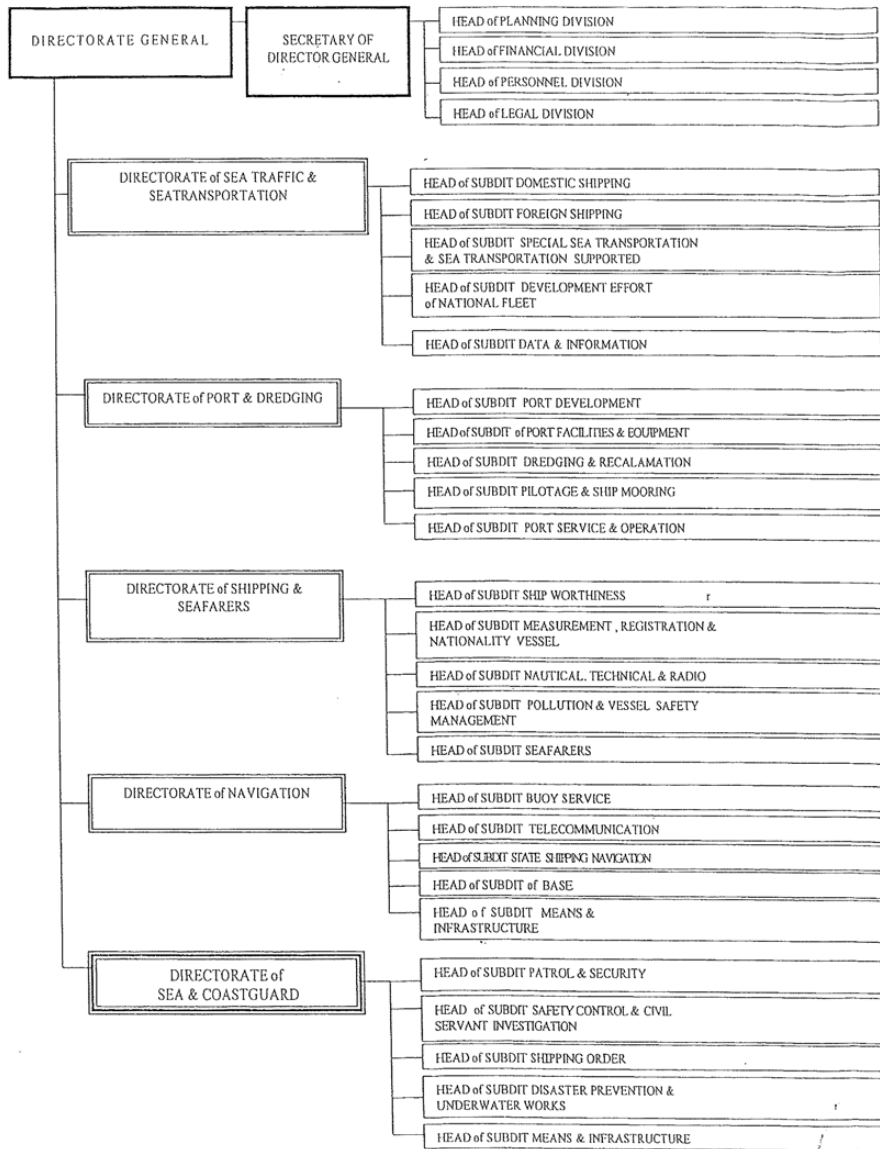 DIRECTORATE GENERAL
SECRETARY OF
DIRECTOR GENERAL
HEAD of PLANNING DIVISION
HEAD of FINANCIAL DIVISION
HEAD of PERSONNEL DIVISION
HEAD of LEGAL DIVISION
DIRECTORATE of SEA TRAFFIC &
SEATRANSPORTATION
HEAD of SUBDIT DOMESTIC SHIPPING
HEAD of SUBDIT FOREIGN SHIPPING
HEAD of SUBDIT SPECIAL SEA TRANSPORTATION
& SEA TRANSPORTATION SUPPORTED
HEAD of SUBDIT DEVELOPMENT EFFORT
of NATIONAL FLEET
HEAD of SUBDIT DATA & INFORMATION
DIRECTORATE of PORT & DREDGING
HEAD of SUBDIT PORT DEVELOPMENT
HEAD of SUBDIT of PORT FACILITIES & EQUIPMENT
HEAD of SUBDIT DREDGING & RECALAMATION
HEAD of SUBDIT PILOTAGE & SHIP MOORING
HEAD of SUBDIT PORT SERVICE & OPERATION
DIRECTORATE of SHIPPING &
SEAFARERS
HEAD of SUBDIT SHIP WORTHINESS
HEAD of SUBDIT MEASUREMENT , REGISTRATION &
NATIONALITY VESSEL
HEAD of SUBDIT NAUTICAL. TECHNICAL & RADIO
HEAD of SUBDIT POLLUTION & VESSEL SAFETY
MANAGEMENT
HEAD of SUBDIT SEAFARERS
DIRECTORATE of NAVIGATION
HEAD of SUBDIT BUOY SERVICE
HEAD of SUBDIT TELECOMMUNICATION
HEAD of SUBDIT STATE SHIPPING NAVIGATION
HEAD of SUBDIT of BASE
HEAD of SUBDIT MEANS &
INFRASTRUCTURE
DIRECTORATE of
SEA & COASTGUARD
HEAD of SUBDIT PATROL & SECURITY
HEAD of SUBDIT SAFETY CONTROL & CIVIL
SERVANT INVESTIGATION
HEAD of SUBDIT SHIPPING ORDER
HEAD of SUBDIT DISASTER PREVENTION &
UNDERWATER WORKS
HEAD of SUBDIT MEANS & INFRASTRUCTURE